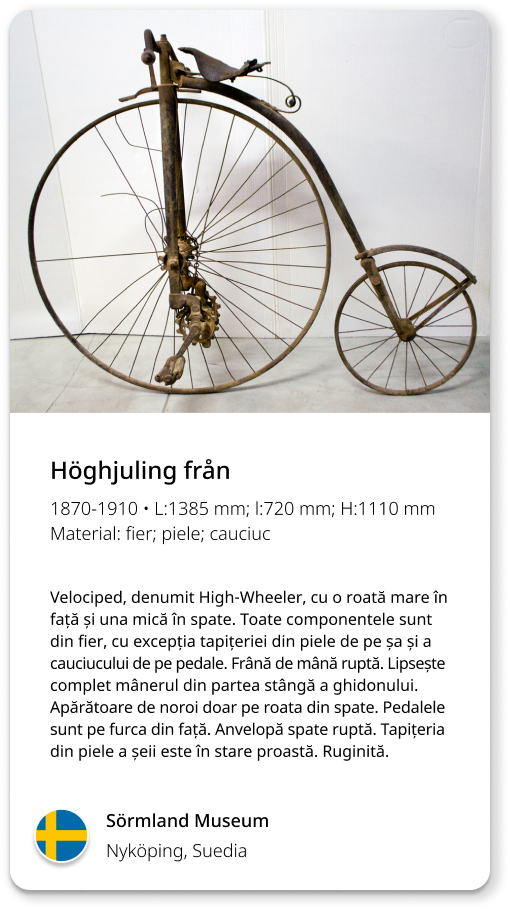 Höghjuling från
1870-1910 • L:1385 mm; l:720 mm; H:1110 mm
Material: fier; piele; cauciuc
Velociped, denumit High-Wheeler, cu o roată mare în
față și una mică în spate. Toate componentele sunt
din fier, cu excepția tapițeriei din piele de pe șa și a
cauciucului de pe pedale. Frână de mână ruptă. Lipsește
complet mânerul din partea stângă a ghidonului.
Apărătoare de noroi doar pe roata din spate. Pedalele
sunt pe furca din față. Anvelopă spate ruptă. Tapițeria
din piele a șeii este în stare proastă. Ruginită.
Sörmland Museum
Nyköping, Suedia